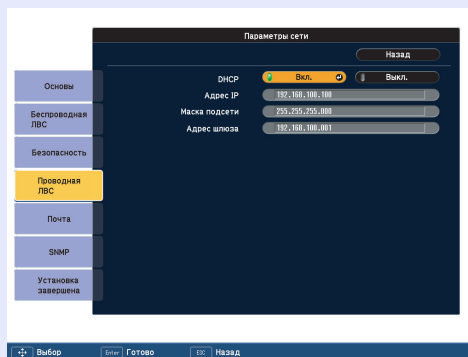 Параметры сети
Назад
DHCP
Вкл.
Выкл.
Адрес IP
192.168.100.100
Маска подсети
255.255.255.000
Адрес шлюза
192.168.100.001
Основы
Беспроводная
ЛВС
Безопасность
Проводная
ЛВС
Почта
SNMP
Установка
завершена
Выбор
Enter Готово
ESC Назад